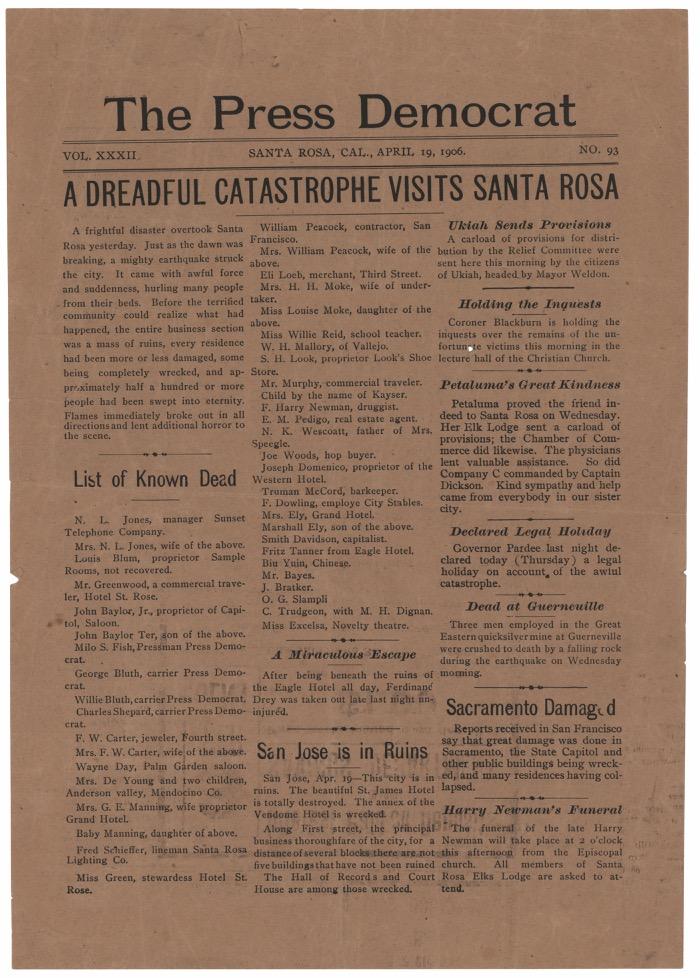 The Press Democrat
VOL. XXXII
SANTA ROSA, CAL., APRIL 19, 1906.
NO. 93
A DREADFUL CATASTROPHE VISITS SANTA ROSA
A frightful disaster overtook Santa
Rosa yesterday. Just as the dawn was
breaking, a mighty earthquake struck
the city. It came with awful force
and suddenness, hurling many people
from their beds. Before the terrified
community could realize what had
happened, the entire business section
was a mass of ruins, every residence
had been more or less damaged, some
being completely wrecked, and ap-
proximately half a hundred or more
people had been swept into eternity.
Flames immediately broke out in all
directions and lent additional horror to
the scene.
List of Known Dead
N. L. Jones, manager Sunset
Telephone Company.
Mrs. N. L. Jones, wife of the above.
Louis Blum, proprietor Sample
Rooms, not recovered.
Mr. Greenwood, a commercial trave-
ler, Hotel St. Rose.
John Baylor, Jr., proprietor of Capi-
tol, Saloon.
John Baylor Ter, son of the above.
Milo S. Fish, Pressman Press Demo-
crat.
George Bluth, carrier Press Demo-
crat.
Willie Bluth, carrier Press Democrat.
Charles Shepard, carrier Press Demo-
crat.
F. W. Carter, jeweler, Fourth street.
Mrs. F. W. Carter, wife of the above.
Wayne Day, Palm Garden saloon.
Mrs. De Young and two children,
Anderson valley, Mendocino Co.
Mrs. G. E. Manning, wife proprietor
Grand Hotel.
Baby Manning, daughter of above.
Fred Schieffer, lineman Santa Rosa
Lighting Co.
Miss Green, stewardess Hotel St.
Rose.
William Peacock, contractor, San
Francisco.
Mrs. William Peacock, wife of the
above.
Eli Loeb, merchant, Third Street.
Mrs. H. H. Moke, wife of under-
taker.
Miss Louise Moke, daughter of the
above.
Miss Willie Reid, school teacher.
W. H. Mallory, of Vallejo.
S. H. Look, proprietor Look's Shoe
Store.
Mr. Murphy, commercial traveler.
Child by the name of Kayser.
F. Harry Newman, druggist.
E. M. Pedigo, real estate agent.
N. K. Wescoatt, father of Mrs.
Speegle.
Joe Woods, hop buyer.
Joseph Domenico, proprietor of the
Western Hotel.
Truman McCord, barkeeper.
F. Dowling, employe City Stables.
Mrs. Ely, Grand Hotel.
Marshall Ely, son of the above.
Smith Davidson, capitalist.
Fritz Tanner from Eagle Hotel.
Biu Yuin, Chinese.
Mr. Bayes.
J. Bratker.
O. G. Slampli
C. Trudgeon, with M. H. Dignan.
Miss Excelsa, Novelty theatre.
A Miraculous Escape
After being beneath the ruins of
the Eagle Hotel all day, Ferdinand
Drey was taken out late last night un-
injured.
San Jose is in Ruins
San Jose, Apr. 19—This city is in
ruins. The beautiful St. James Hotel
is totally destroyed. The annex of the
Vendome Hotel is wrecked.
Along First street, the principal
business thoroughfare of the city, for a
distance of several blocks there are not
five buildings that have not been ruined
The Hall of Records and Court
House are among those wrecked.
Ukiah Sends Provisions
A carload of provisions for distri-
bution by the Relief Committee were
sent here this morning by the citizens
of Ukiah, headed by Mayor Weldon.
Holding the Inquests
Coroner Blackburn is holding the
inquests over the remains of the un-
fortunate victims this morning in the
lecture hall of the Christian Church.
Petaluma's Great Kindness
Petaluma proved the friend in-
deed to Santa Rosa on Wednesday.
Her Elk Lodge sent a carload of
provisions; the Chamber of Com-
merce did likewise. The physicians
lent valuable assistance. So did
Company C commanded by Captain
Dickson. Kind sympathy and help
came from everybody in our sister
city.
Declared Legal Holiday
Governor Pardee last night de-
clared today (Thursday) a legal
holiday on account of the awful
catastrophe.
Dead at Guerneville
Three men employed in the Great
Eastern quicksilver mine at Guerneville
were crushed to death by a falling rock
during the earthquake on Wednesday
morning.
Sacramento Damaged
Reports received in San Francisco
say that great damage was done in
Sacramento, the State Capitol and
other public buildings being wreck-
ed, and many residences having col-
lapsed.
Harry Newman's Funeral
The funeral of the late Harry
Newman will take place at 2 o'clock
this afternoon from the Episcopal
church. All members of Santa
Rosa Elks Lodge are asked to at-
tend.